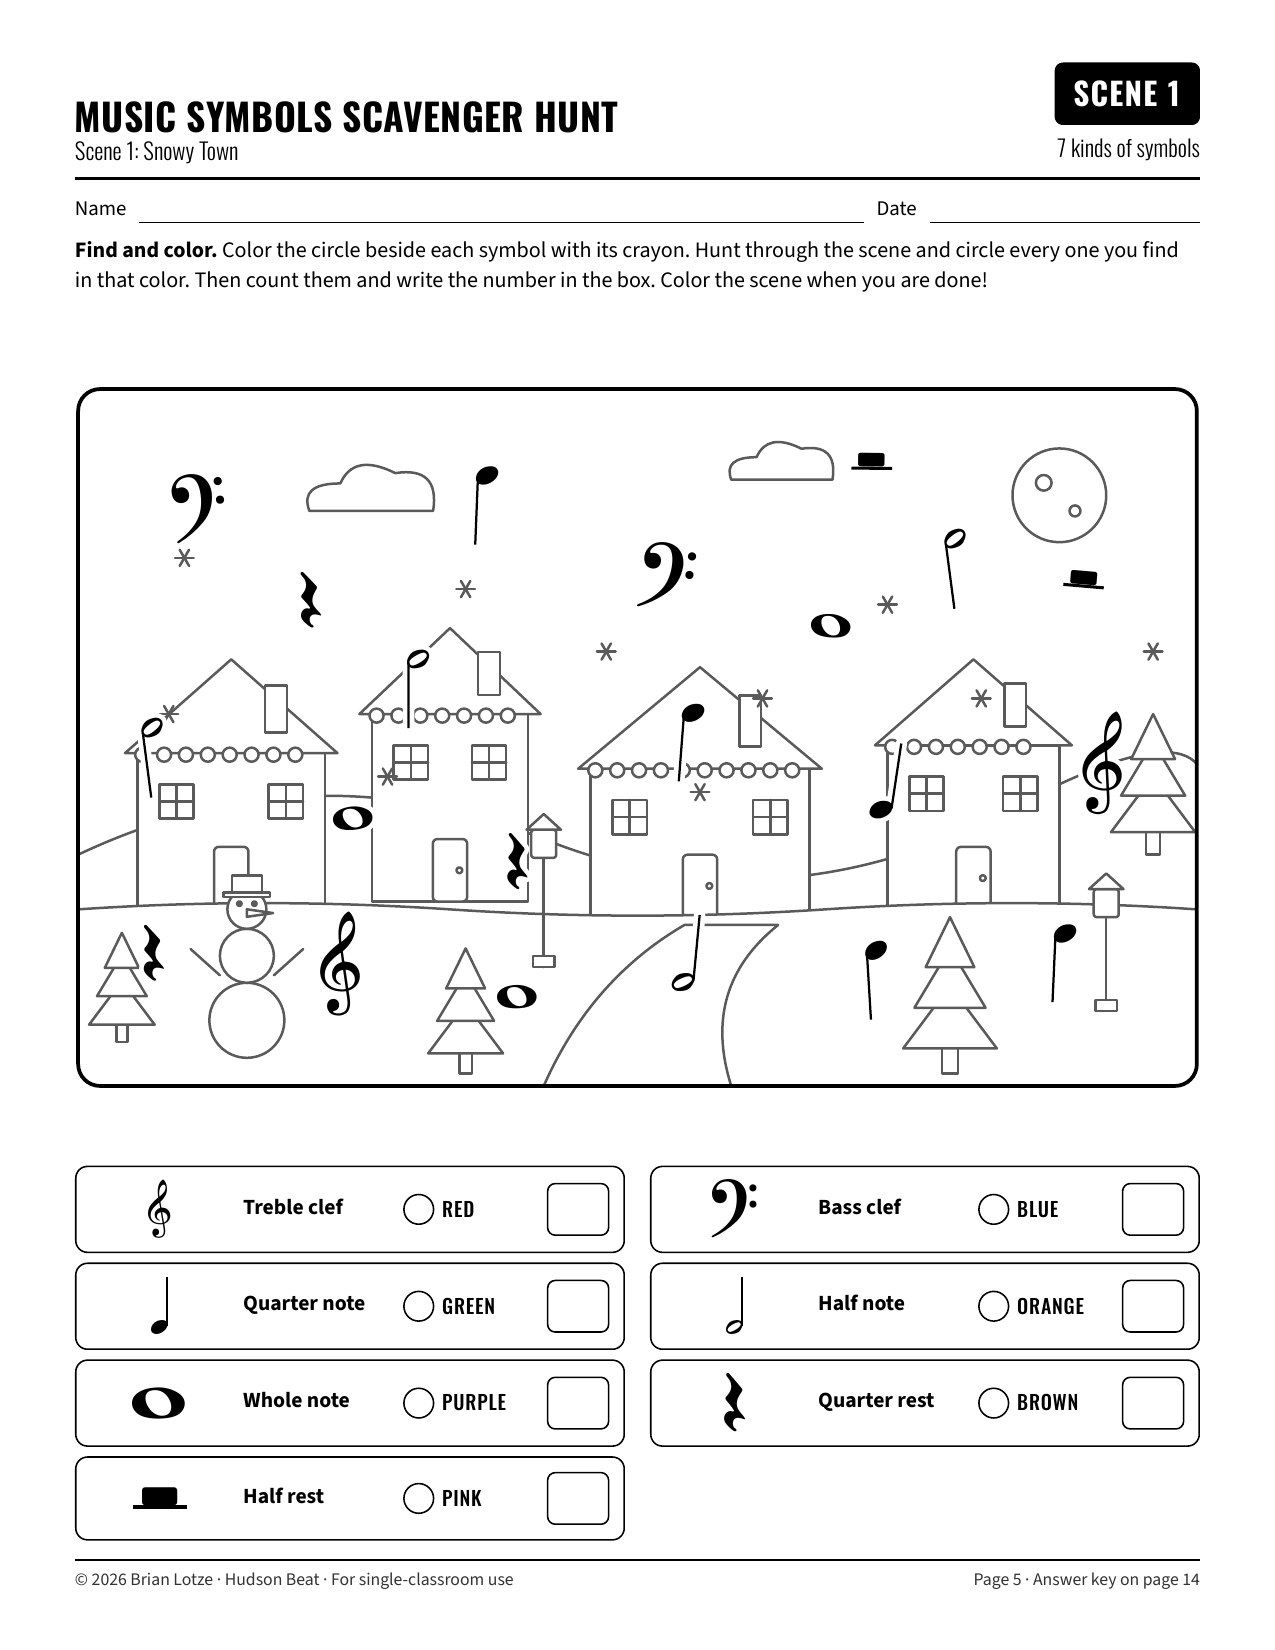 SCENE 1
MUSIC SYMBOLS SCAVENGER HUNT
Scene 1: Snowy Town
7 kinds of symbols
Name
Date
Find and color. Color the circle beside each symbol with its crayon. Hunt through the scene and circle every one you find
in that color. Then count them and write the number in the box. Color the scene when you are done!
Treble clef RED
Bass clef BLUE
Quarter note GREEN
Half note ORANGE
Whole note PURPLE
Quarter rest BROWN
Half rest PINK
© 2026 Brian Lotze · Hudson Beat · For single-classroom use
Page 5 · Answer key on page 14